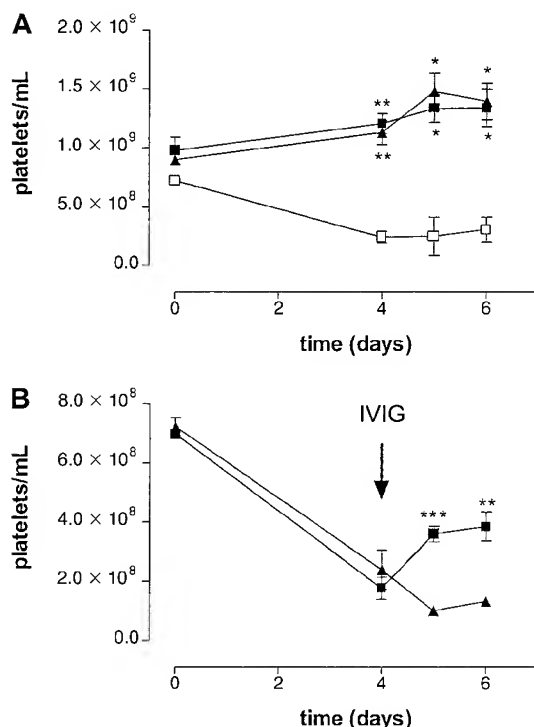 A
2.0 × 10⁹
1.5 × 10⁹
1.0 × 10⁹
5.0 × 10⁸
0.0
platelets/mL
* *
**
** * *
0 2 4 6
time (days)
B
8.0 × 10⁸
6.0 × 10⁸
4.0 × 10⁸
2.0 × 10⁸
0.0
platelets/mL
IVIG
*** **
0 2 4 6
time (days)